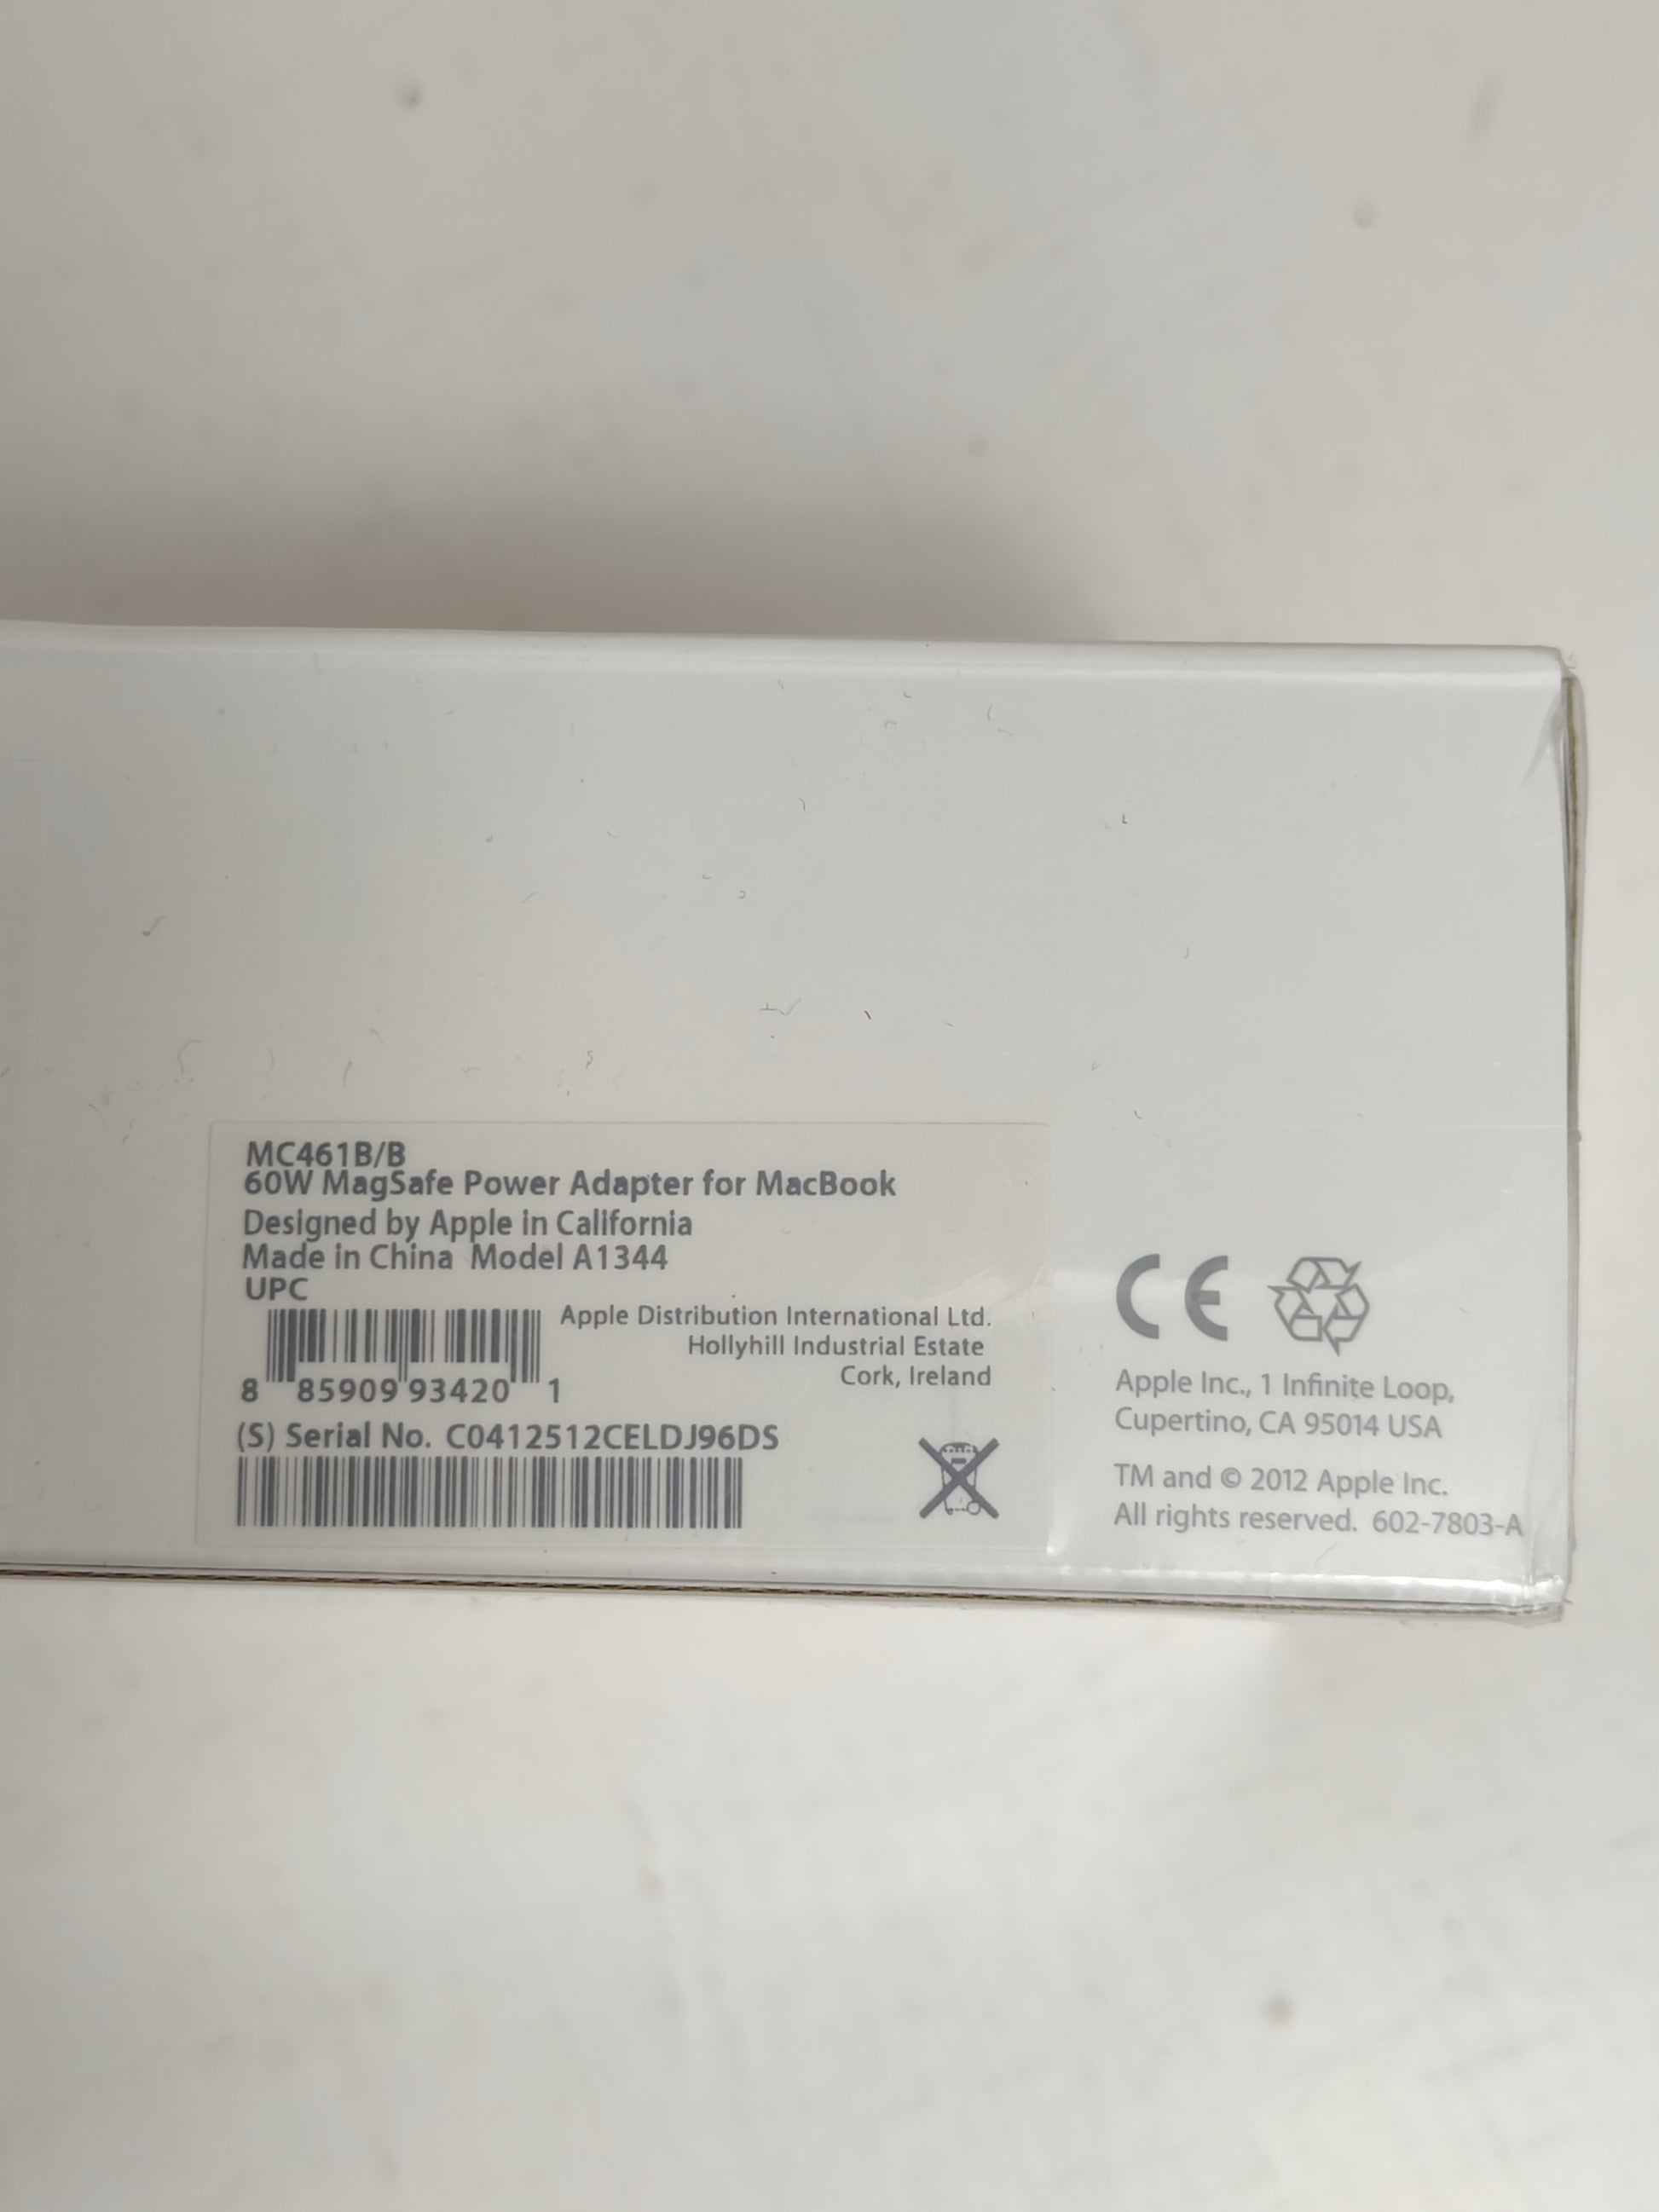 MC461B/B
60W MagSafe Power Adapter for MacBook
Designed by Apple in California
Made in China Model A1344
UPC
8 85909 93420 1
Apple Distribution International Ltd.
Hollyhill Industrial Estate
Cork, Ireland
(S) Serial No. C0412512CELDJ96DS
CE
Apple Inc., 1 Infinite Loop,
Cupertino, CA 95014 USA
TM and © 2012 Apple Inc.
All rights reserved. 602-7803-A